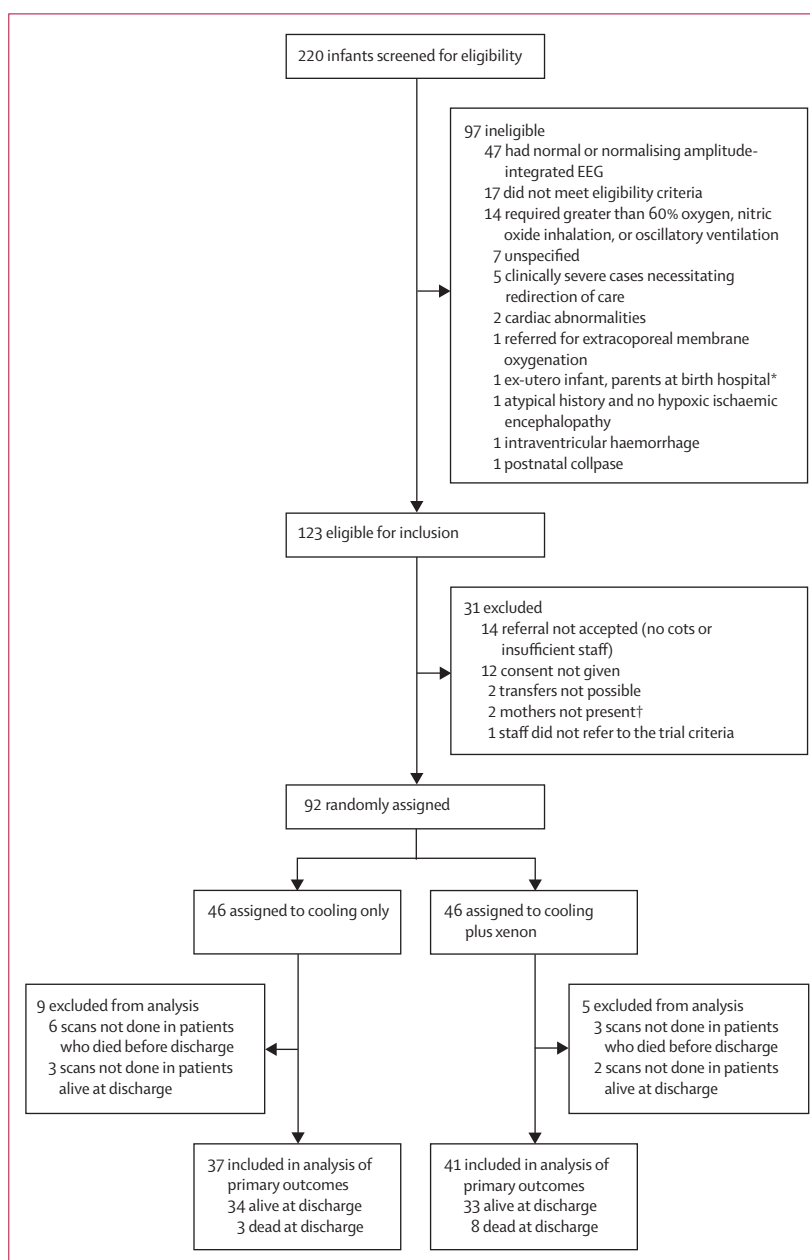 220 infants screened for eligibility
97 ineligible
47 had normal or normalising amplitude-
integrated EEG
17 did not meet eligibility criteria
14 required greater than 60% oxygen, nitric
oxide inhalation, or oscillatory ventilation
7 unspecified
5 clinically severe cases necessitating
redirection of care
2 cardiac abnormalities
1 referred for extracoporeal membrane
oxygenation
1 ex-utero infant, parents at birth hospital*
1 atypical history and no hypoxic ischaemic
encephalopathy
1 intraventricular haemorrhage
1 postnatal collpase
123 eligible for inclusion
31 excluded
14 referral not accepted (no cots or
insufficient staff)
12 consent not given
2 transfers not possible
2 mothers not present†
1 staff did not refer to the trial criteria
92 randomly assigned
46 assigned to cooling only
46 assigned to cooling
plus xenon
9 excluded from analysis
6 scans not done in patients
who died before discharge
3 scans not done in patients
alive at discharge
5 excluded from analysis
3 scans not done in patients
who died before discharge
2 scans not done in patients
alive at discharge
37 included in analysis of
primary outcomes
34 alive at discharge
3 dead at discharge
41 included in analysis of
primary outcomes
33 alive at discharge
8 dead at discharge